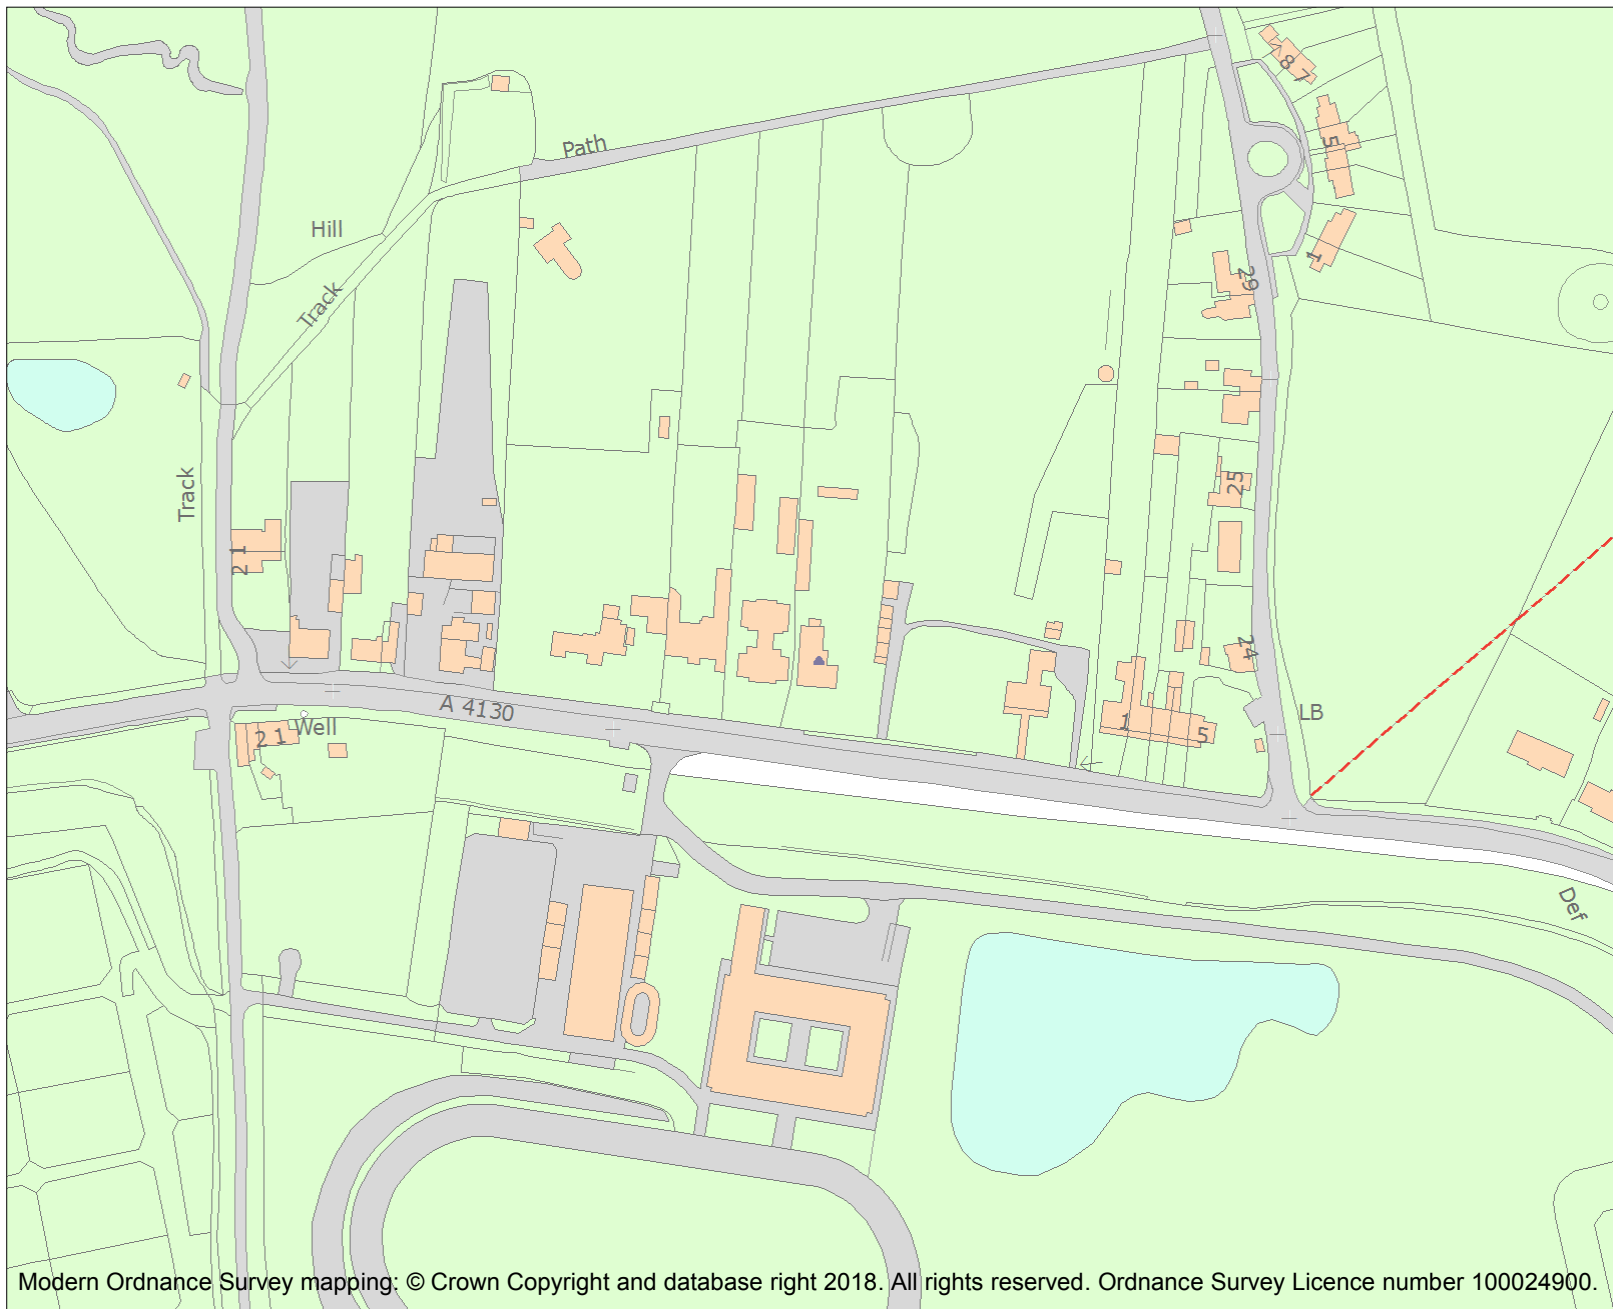 8 7
5
Path
Hill
1
29
Track
Track
25
1
2
24
A 4130
LB
1
5
Well
2 1
Def
Modern Ordnance Survey mapping: © Crown Copyright and database right 2018. All rights reserved. Ordnance Survey Licence number 100024900.